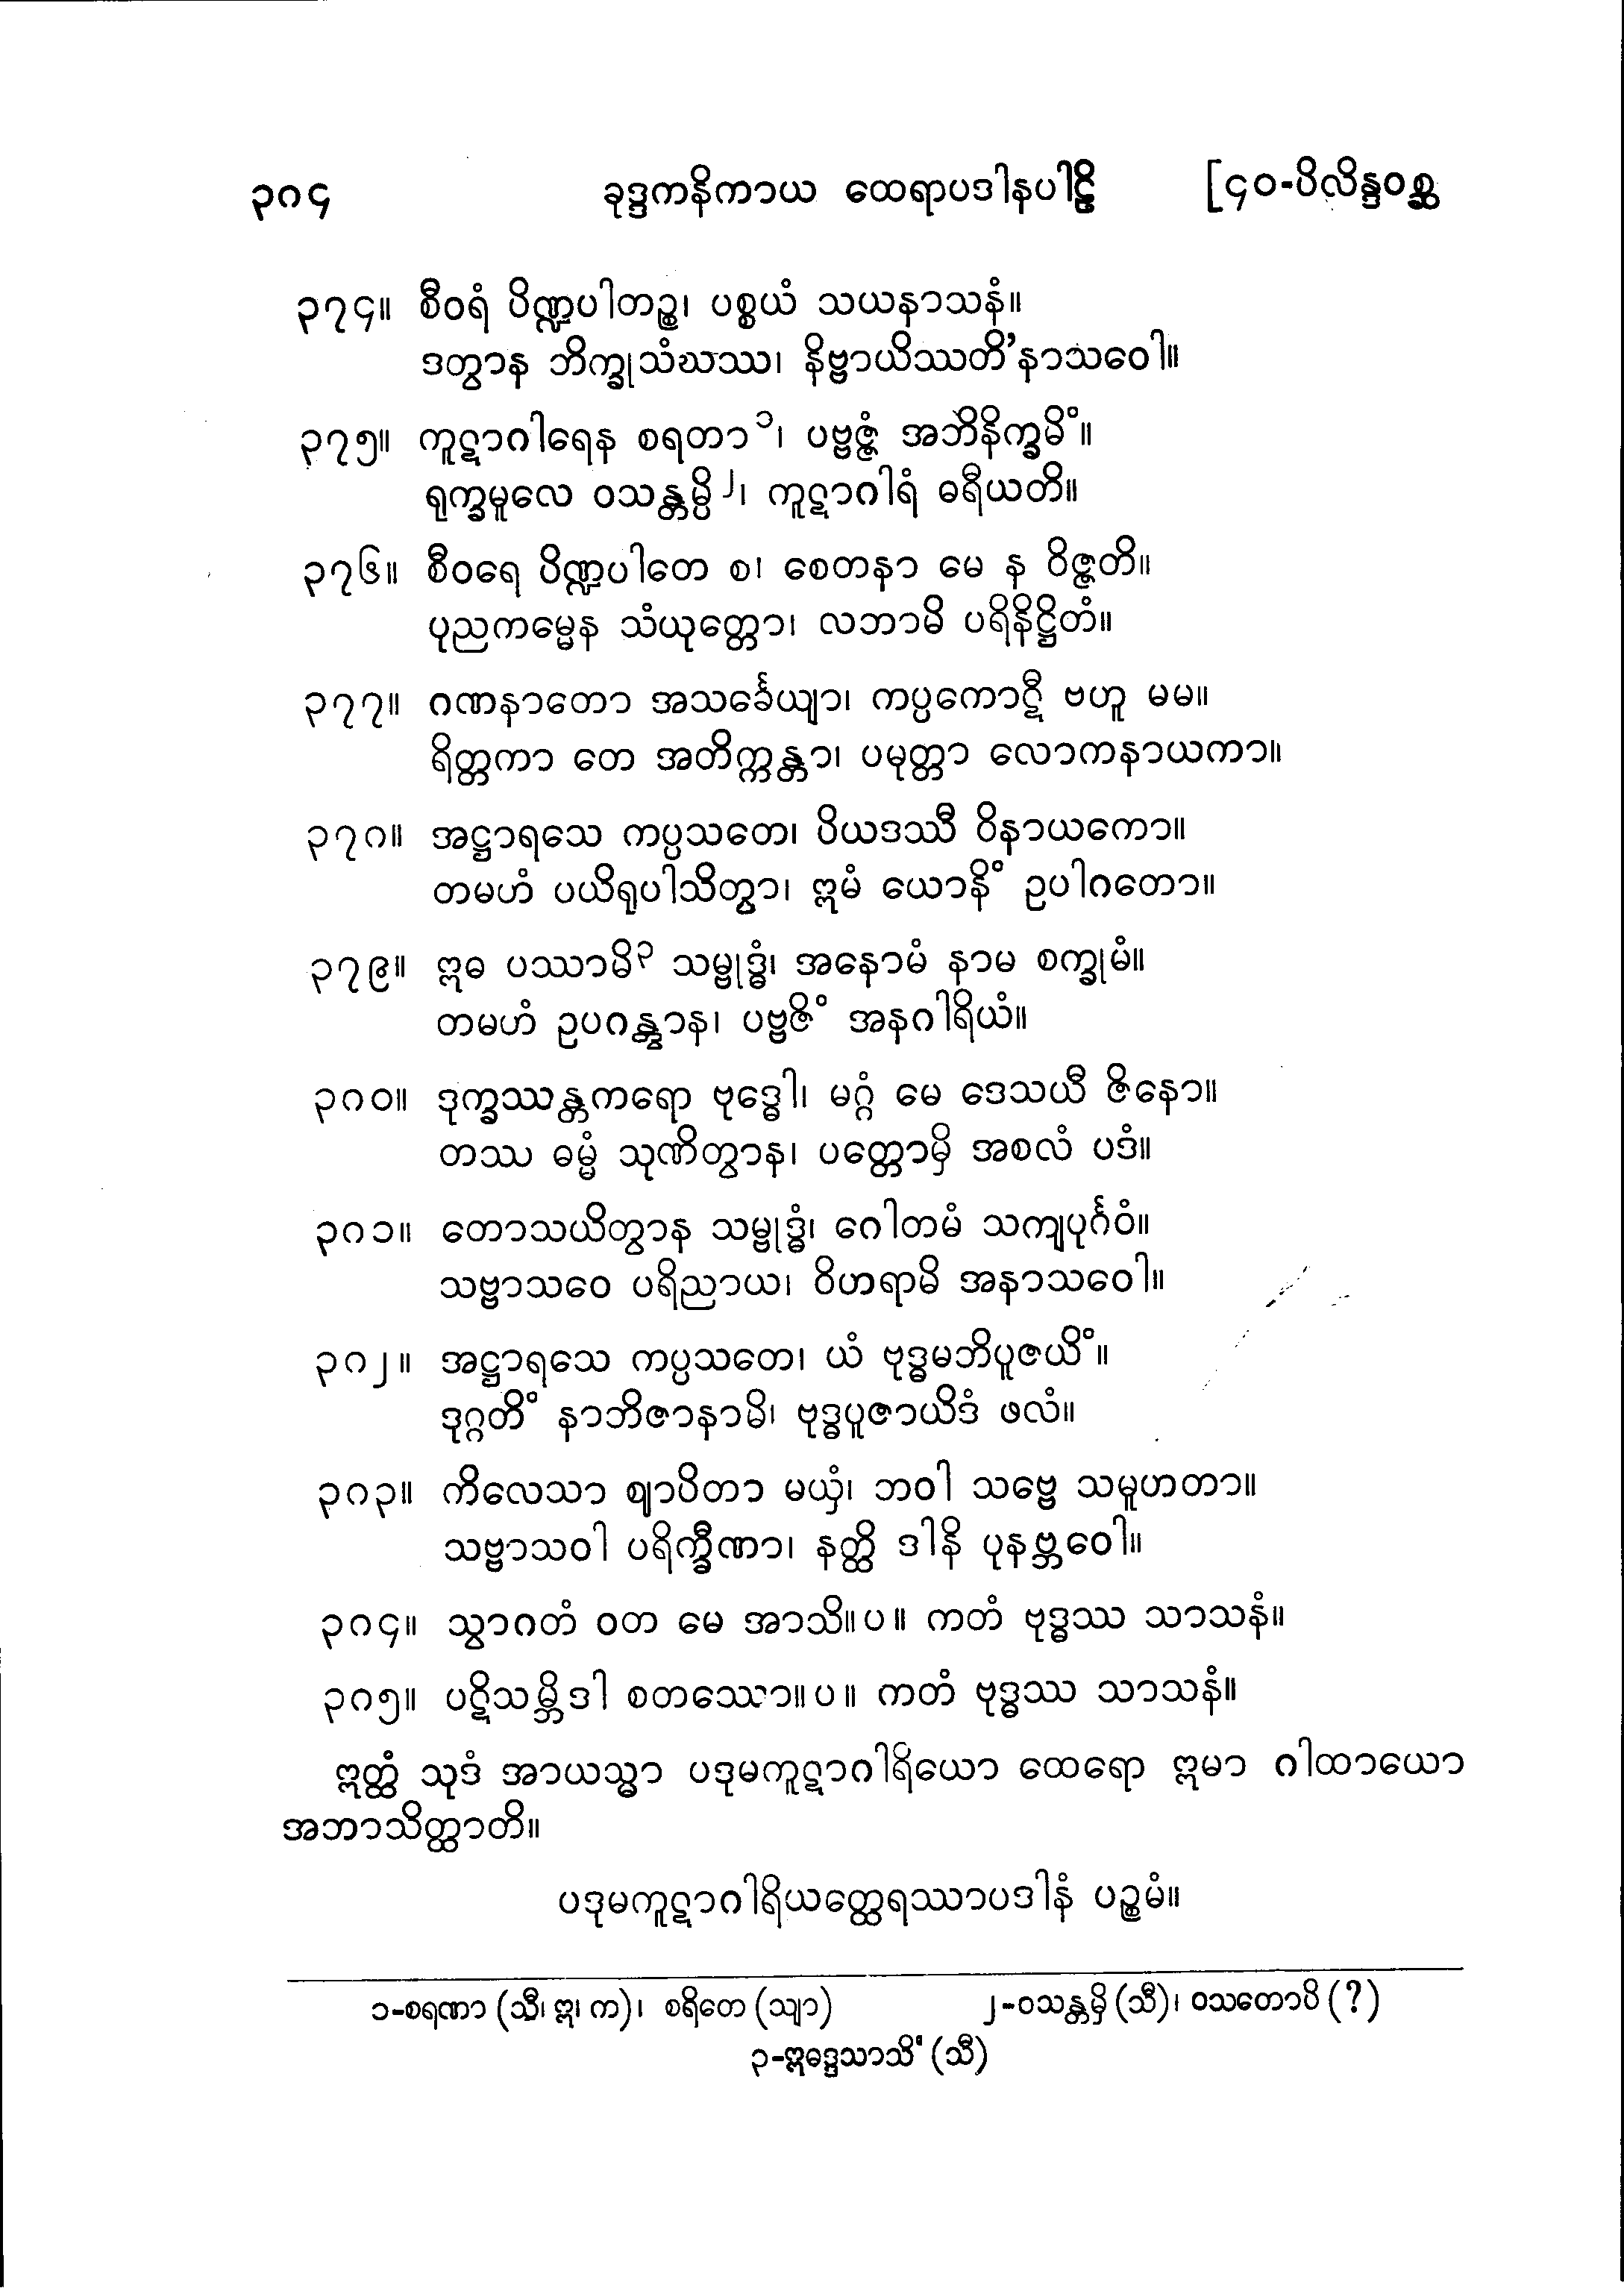 ၃၈၄ ခုဒ္ဒကနိကာယ ထေရာပဒါနပါဠိ [၄၀-ပိလိန္ဒဝစ္ဆ
၃၇၄။ စီဝရံ ပိဏ္ဍပါတဉ္စ၊ ပစ္စယံ သယနာသနံ။
ဒတွာန ဘိက္ခုသံဃဿ၊ နိဗ္ဗာယိဿတိ’နာသဝေါ။
၃၇၅။ ကူဋာဂါရေန စရတာ၁၊ ပဗ္ဗဇ္ဇံ အဘိနိက္ခမိံ။
ရုက္ခမူလေ ဝသန္တမ္ပိ၂၊ ကူဋာဂါရံ ဓရီယတိ။
၃၇၆။ စီဝရေ ပိဏ္ဍပါတေ စ၊ စေတနာ မေ န ဝိဇ္ဇတိ။
ပုညကမ္မေန သံယုတ္တော၊ လဘာမိ ပရိနိဋ္ဌိတံ။
၃၇၇။ ဂဏနာတော အသင်္ခေယျာ၊ ကပ္ပကောဋီ ဗဟူ မမ။
ရိတ္တကာ တေ အတိက္ကန္တာ၊ ပမုတ္တာ လောကနာယကာ။
၃၇၈။ အဋ္ဌာရသေ ကပ္ပသတေ၊ ပိယဒဿီ ဝိနာယကော။
တမဟံ ပယိရုပါသိတွာ၊ ဣမံ ယောနိံ ဥပါဂတော။
၃၇၉။ ဣဓ ပဿာမိ၃ သမ္ဗုဒ္ဓံ၊ အနောမံ နာမ စက္ခုမံ။
တမဟံ ဥပဂန္တွာန၊ ပဗ္ဗဇိံ အနဂါရိယံ။
၃၈၀။ ဒုက္ခဿန္တကရော ဗုဒ္ဓေါ၊ မဂ္ဂံ မေ ဒေသယီ ဇိနော။
တဿ ဓမ္မံ သုဏိတွာန၊ ပတ္တောမှိ အစလံ ပဒံ။
၃၈၁။ တောသယိတွာန သမ္ဗုဒ္ဓံ၊ ဂေါတမံ သကျပုင်္ဂဝံ။
သဗ္ဗာသဝေ ပရိညာယ၊ ဝိဟရာမိ အနာသဝေါ။
၃၈၂။ အဋ္ဌာရသေ ကပ္ပသတေ၊ ယံ ဗုဒ္ဓမဘိပူဇယိံ။
ဒုဂ္ဂတိံ နာဘိဇာနာမိ၊ ဗုဒ္ဓပူဇာယိဒံ ဖလံ။
၃၈၃။ ကိလေသာ ဈာပိတာ မယှံ၊ ဘဝါ သဗ္ဗေ သမူဟတာ။
သဗ္ဗာသဝါ ပရိက္ခီဏာ၊ နတ္ထိ ဒါနိ ပုနဗ္ဘဝေါ။
၃၈၄။ သွာဂတံ ဝတ မေ အာသိ။ပ။ ကတံ ဗုဒ္ဓဿ သာသနံ။
၃၈၅။ ပဋိသမ္ဘိဒါ စတဿော။ပ။ ကတံ ဗုဒ္ဓဿ သာသနံ။
ဣတ္ထံ သုဒံ အာယသ္မာ ပဒုမကူဋာဂါရိယော ထေရော ဣမာ ဂါထာယော
အဘာသိတ္ထာတိ။
ပဒုမကူဋာဂါရိယတ္ထေရဿာပဒါနံ ပဉ္စမံ။
၁-စရဏာ (သီ၊ ဣ၊ က)၊ စရိတေ (သျာ) ၂-ဝသန္တမှိ (သီ)၊ ဝသတောပိ (?)
၃-ဣဓဒ္ဒသာသိံ (သီ)